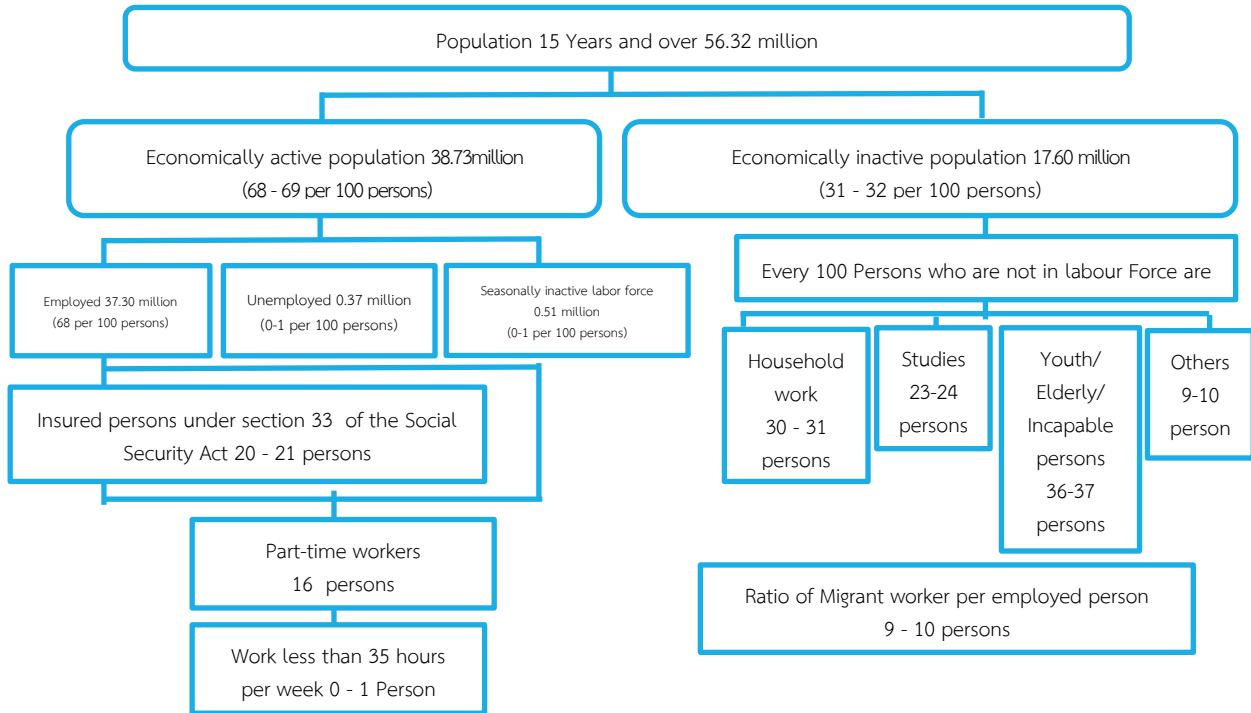 Population 15 Years and over 56.32 million
Economically active population 38.73million
(68 - 69 per 100 persons)
Economically inactive population 17.60 million
(31 - 32 per 100 persons)
Employed 37.30 million
(68 per 100 persons)
Unemployed 0.37 million
(0-1 per 100 persons)
Seasonally inactive labor force
0.51 million
(0-1 per 100 persons)
Every 100 Persons who are not in labour Force are
Household
work
30 - 31
persons
Studies
23-24
persons
Youth/
Elderly/
Incapable
persons
36-37
persons
Others
9-10
person
Insured persons under section 33 of the Social
Security Act 20 - 21 persons
Part-time workers
16 persons
Work less than 35 hours
per week 0 - 1 Person
Ratio of Migrant worker per employed person
9 - 10 persons